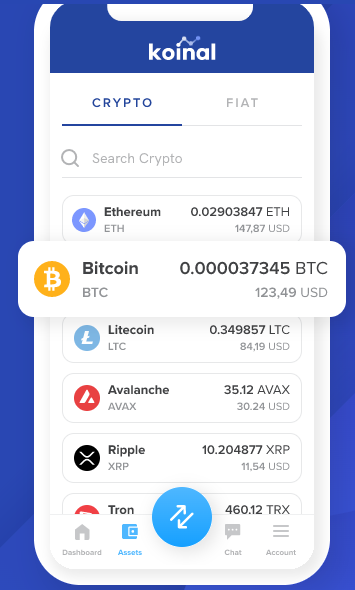 koinal
CRYPTO FIAT
Search Crypto
Ethereum 0.02903847 ETH
ETH 147,87 USD
Bitcoin 0.000037345 BTC
BTC 123,49 USD
Litecoin 0.349857 LTC
LTC 84,19 USD
Avalanche 35.12 AVAX
AVAX 30.24 USD
Ripple 10.204877 XRP
XRP 11,54 USD
Tron 460.12 TRX
Dashboard Assets Chat Account